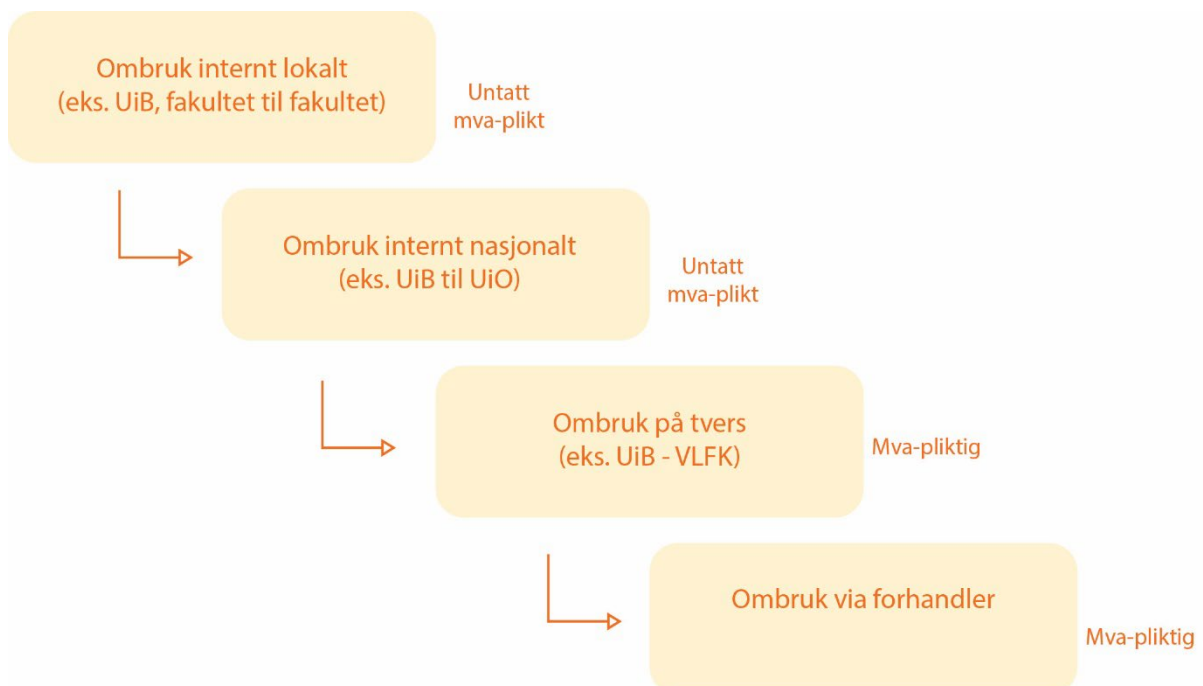 Ombruk internt lokalt
(eks. UiB, fakultet til fakultet)
Untatt
mva-plikt
Ombruk internt nasjonalt
(eks. UiB til UiO)
Untatt
mva-plikt
Ombruk på tvers
(eks. UiB - VLFK)
Mva-pliktig
Ombruk via forhandler
Mva-pliktig